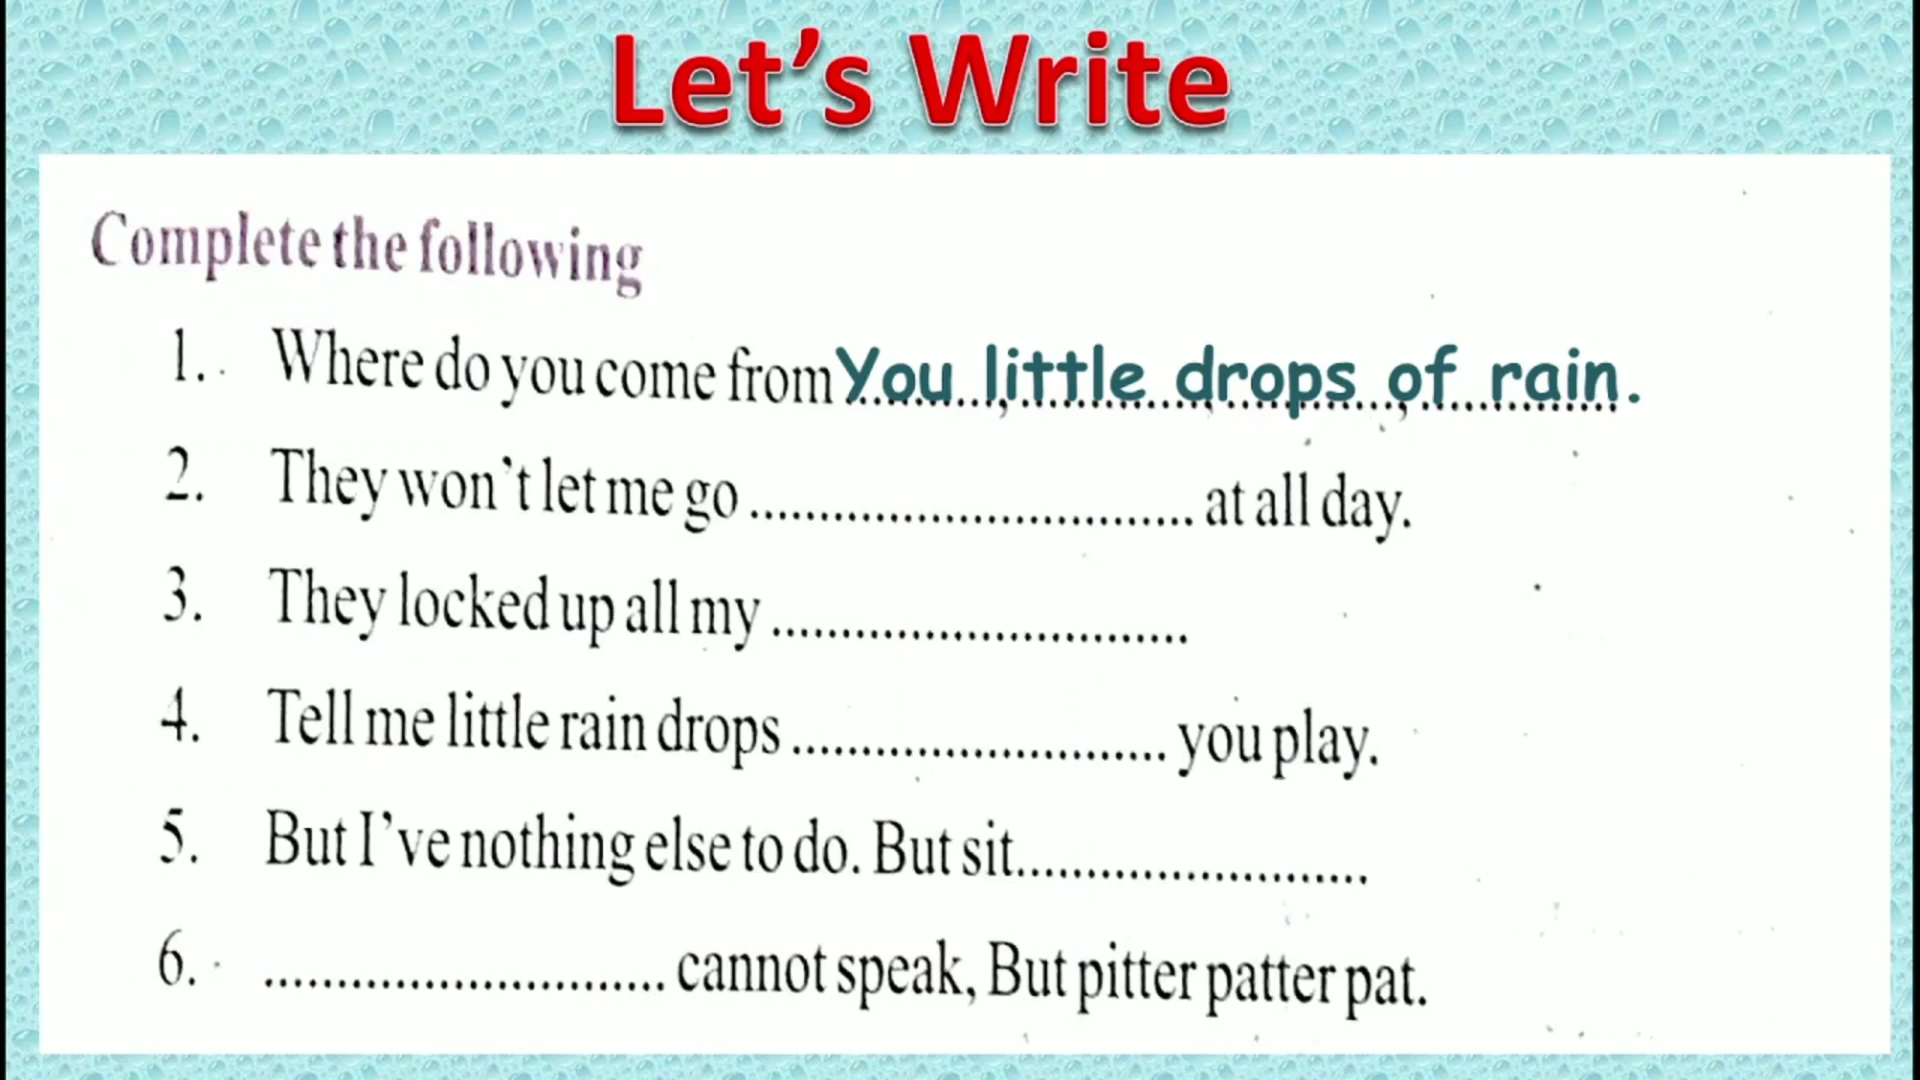 Let's Write
Complete the following
1. Where do you come from You little drops of rain.
2. They won't let me go ................................ at all day.
3. They locked up all my ..............................
4. Tell me little rain drops ........................... you play.
5. But I've nothing else to do. But sit.........................
6. ............................. cannot speak, But pitter patter pat.